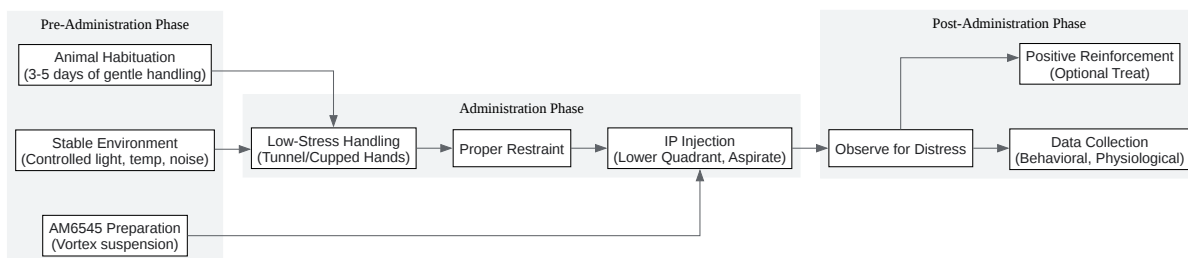 Pre-Administration Phase
Animal Habituation
(3-5 days of gentle handling)
Stable Environment
(Controlled light, temp, noise)
AM6545 Preparation
(Vortex suspension)
Administration Phase
Low-Stress Handling
(Tunnel/Cupped Hands)
Proper Restraint
IP Injection
(Lower Quadrant, Aspirate)
Post-Administration Phase
Observe for Distress
Positive Reinforcement
(Optional Treat)
Data Collection
(Behavioral, Physiological)